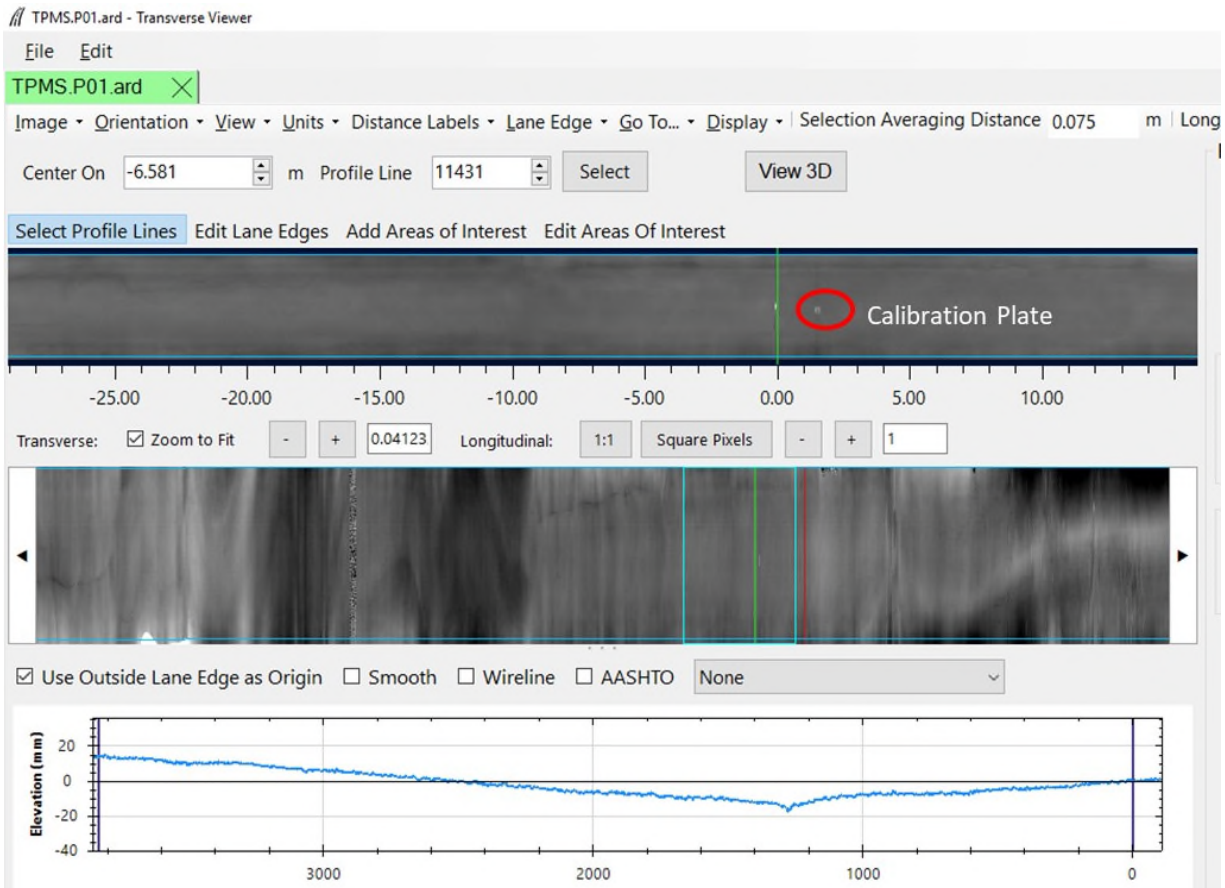 TPMS.P01.ard - Transverse Viewer
File Edit
TPMS.P01.ard
Image Orientation View Units Distance Labels Lane Edge Go To... Display Selection Averaging Distance 0.075 m Long
Center On -6.581 m Profile Line 11431 Select View 3D
Select Profile Lines Edit Lane Edges Add Areas of Interest Edit Areas Of Interest
Calibration Plate
-25.00 -20.00 -15.00 -10.00 -5.00 0.00 5.00 10.00
Transverse: Zoom to Fit - + 0.04123 Longitudinal: 1:1 Square Pixels - + 1
Use Outside Lane Edge as Origin Smooth Wireline AASHTO None
Elevation (mm)
20
0
-20
-40
3000 2000 1000 0